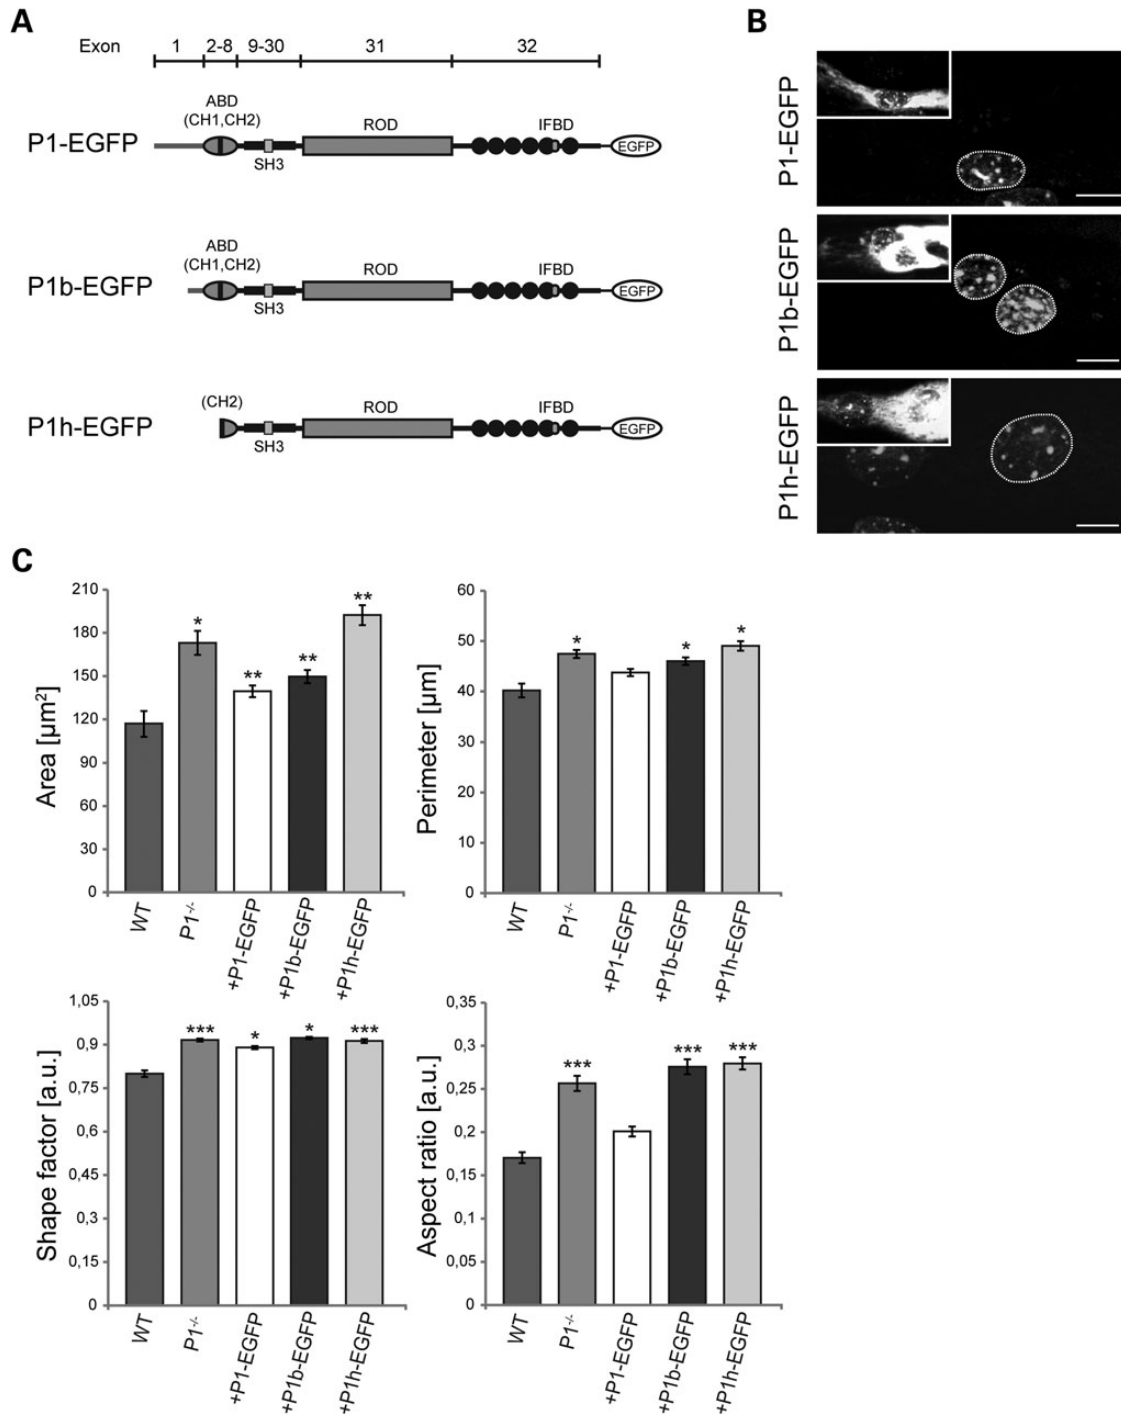 A
Exon 1 2-8 9-30 31 32
ABD
(CH1,CH2) ROD IFBD
P1-EGFP EGFP
SH3
ABD
(CH1,CH2) ROD IFBD
P1b-EGFP EGFP
SH3
(CH2) ROD IFBD
P1h-EGFP EGFP
SH3
B
P1-EGFP
P1b-EGFP
P1h-EGFP
C
Area [µm²]
210
180
150
120
90
60
30
0
* ** ** **
WT P1-/- +P1-EGFP +P1b-EGFP +P1h-EGFP
Perimeter [µm]
60
50
40
30
20
10
0
* * *
WT P1-/- +P1-EGFP +P1b-EGFP +P1h-EGFP
Shape factor [a.u.]
1,05
0,9
0,75
0,6
0,45
0,3
0,15
0
*** * * ***
WT P1-/- +P1-EGFP +P1b-EGFP +P1h-EGFP
Aspect ratio [a.u.]
0,35
0,3
0,25
0,2
0,15
0,1
0,05
0
*** *** ***
WT P1-/- +P1-EGFP +P1b-EGFP +P1h-EGFP